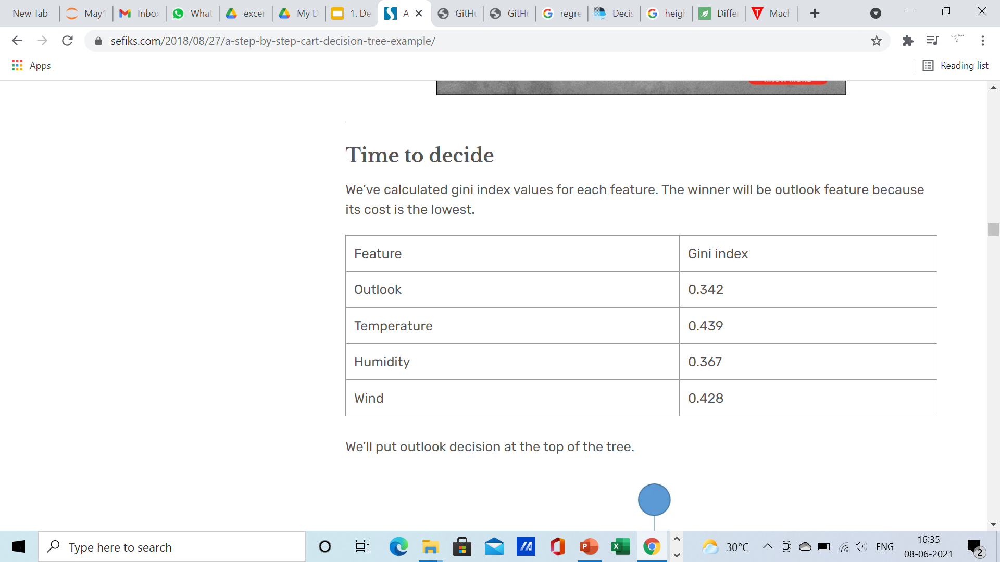 New Tab
May1
Inbox
What
excer
My D
1. De
A
GitHu
GitHu
regre
Decis
heigh
Differ
Mach
sefiks.com/2018/08/27/a-step-by-step-cart-decision-tree-example/
Apps
Reading list
Time to decide
We’ve calculated gini index values for each feature. The winner will be outlook feature because
its cost is the lowest.
Feature Gini index
Outlook 0.342
Temperature 0.439
Humidity 0.367
Wind 0.428
We’ll put outlook decision at the top of the tree.
Type here to search
30°C
ENG
16:35
08-06-2021
2